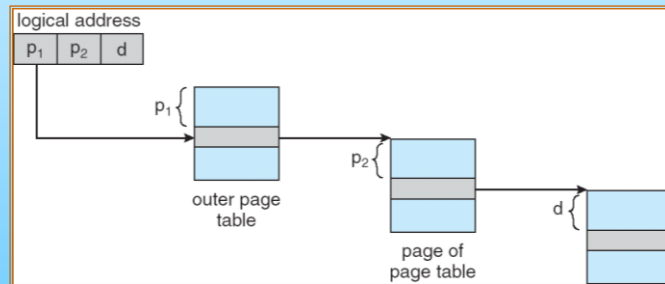 logical address
p₁ p₂ d
p₁
outer page
table
p₂
page of
page table
d